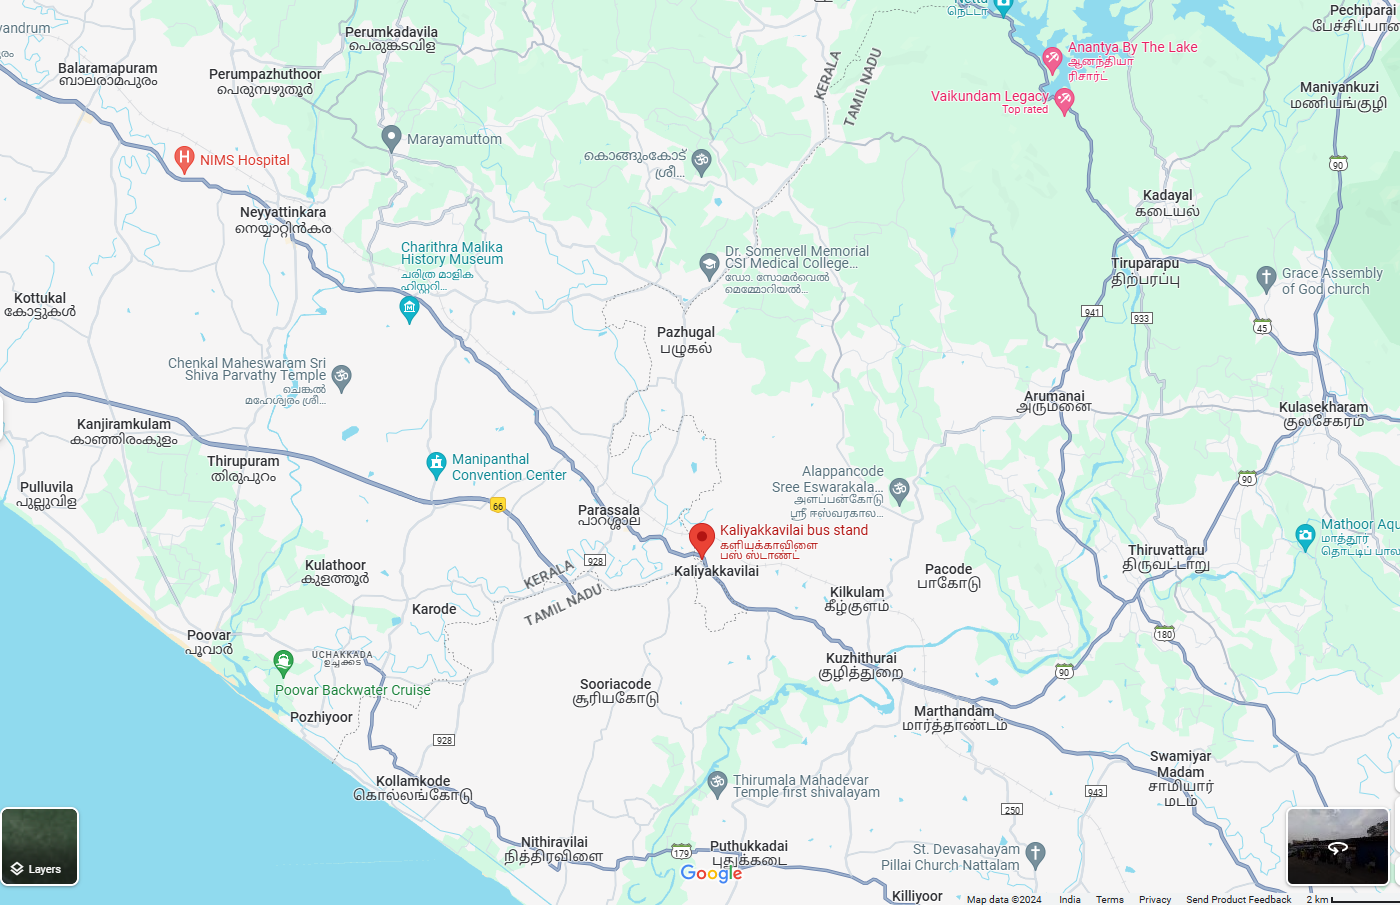 Netta
நெட்டா
Pechiparai
Perumkadavila
പെരുങ്കടവിള
KERALA
TAMIL NADU
Anantya By The Lake
ஆனந்தியா
ரிசார்ட்
Balaramapuram
ബാലരാമപുരം
Perumpazhuthoor
പെരുമ്പഴുതൂർ
Vaikundam Legacy
Top rated
Maniyankuzhi
மணியங்குழி
Marayamuttom
NIMS Hospital
കൊങ്ങുംകോട്
ശ്രീ...
90
Kadayal
கடையல்
Neyyattinkara
നെയ്യാറ്റിൻകര
Charithra Malika
History Museum
ചരിത്ര മാളിക
ഹിസ്റ്ററി...
Dr. Somervell Memorial
CSI Medical College...
ഡോ. സോമർവെൽ
മെമ്മോറിയൽ...
Tiruparapu
திற்பரப்பு
Grace Assembly
of God church
Kottukal
കോട്ടുകൾ
941
933
45
Pazhugal
பழுகல்
Chenkal Maheswaram Sri
Shiva Parvathy Temple
ചെങ്കൽ
മഹേശ്വരം ശ്രീ...
Arumanai
அருமனை
Kulasekharam
குலசேகரம்
Kanjiramkulam
കാഞ്ഞിരംകുളം
Thirupuram
തിരുപുറം
Manipanthal
Convention Center
Alappancode
Sree Eswarakala...
அளப்பன்கோடு
ஸ்ரீ ஈஸ்வரகால...
90
Pulluvila
പുല്ലുവിള
66
Parassala
പാറശ്ശാല
Kaliyakkavilai bus stand
களியக்காவிளை
பஸ் ஸ்டாண்ட்
Mathoor Aqu
மாத்தூர்
தொட்டிப் பால
Kaliyakkavilai
Thiruvattaru
திருவட்டாறு
Kulathoor
കുളത്തൂർ
928
KERALA
TAMIL NADU
Pacode
பாகோடு
Karode
Kilkulam
கீழ்குளம்
Poovar
പൂവാർ
UCHAKKADA
ഉച്ചക്കട
180
Kuzhithurai
குழித்துறை
90
Poovar Backwater Cruise
Sooriacode
சூரியகோடு
Pozhiyoor
Marthandam
மார்த்தாண்டம்
928
Swamiyar
Madam
சாமியார்
மடம்
Kollamkode
கொல்லங்கோடு
Thirumala Mahadevar
Temple first shivalayam
943
250
Nithiravilai
நித்திரவிளை
179
Puthukkadai
புதுக்கடை
St. Devasahayam
Pillai Church Nattalam
Layers
Google
Killiyoor
Map data ©2024 India Terms Privacy Send Product Feedback 2 km